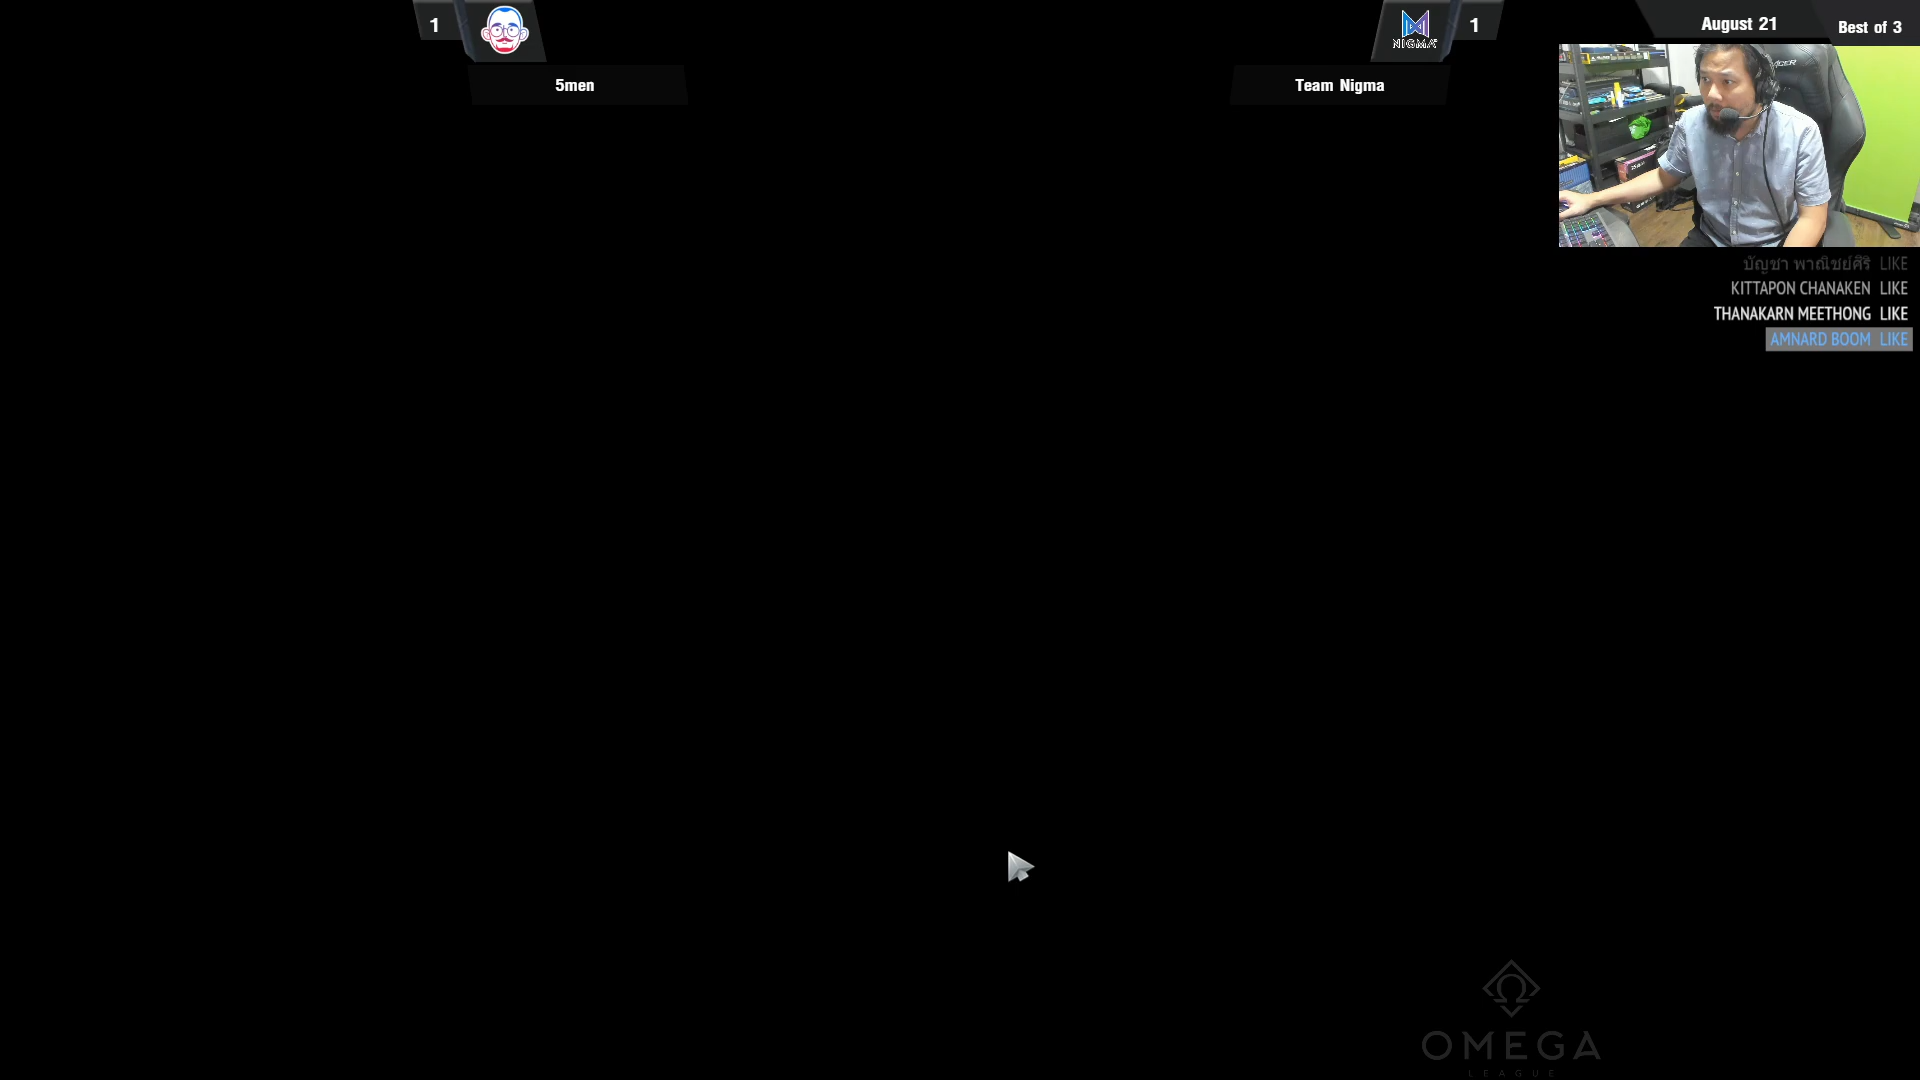 1
NIGMA
1
August 21
Best of 3
5men
Team Nigma
บัญชา พาณิชย์ศิริ LIKE
KITTAPON CHANAKEN LIKE
THANAKARN MEETHONG LIKE
AMNARD BOOM LIKE
OMEGA
LEAGUE